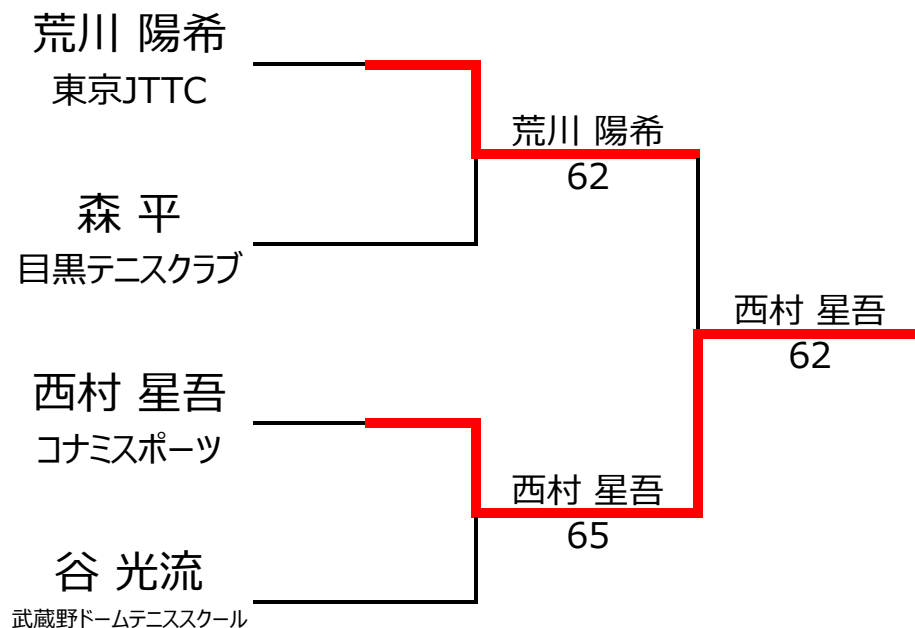 荒川 陽希
東京JTTC
荒川 陽希
62
森 平
目黒テニスクラブ
西村 星吾
62
西村 星吾
コナミスポーツ
西村 星吾
65
谷 光流
武蔵野ドームテニススクール